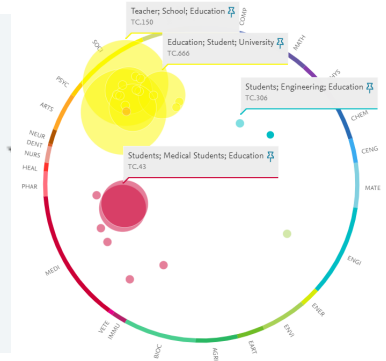 Teacher; School; Education
TC.150
COMP
MATH
SOCI
Education; Student; University
TC.666
PSYC
Students; Engineering; Education
TC.306
ARTS
CHEM
NEUR
DENT
NURS
HEAL
PHAR
CENG
MATE
Students; Medical Students; Education
TC.43
MEDI
ENGI
VETE
IMMU
BIOC
AGRI
EART
ENVI
ENER